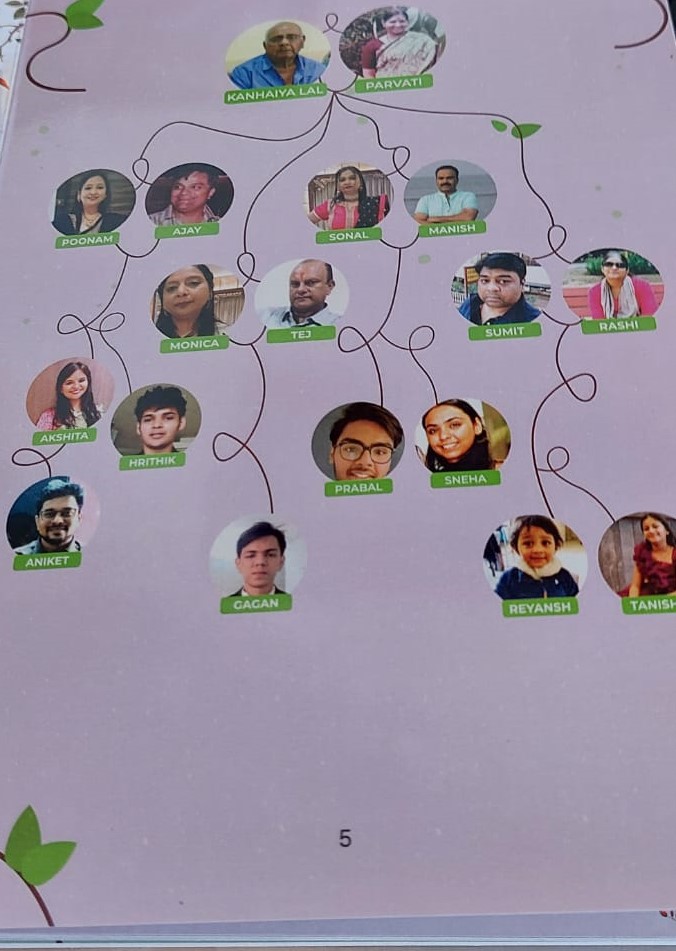 KANHAIYA LAL
PARVATI
POONAM
AJAY
SONAL
MANISH
MONICA
TEJ
SUMIT
RASHI
AKSHITA
HRITHIK
PRABAL
SNEHA
ANIKET
GAGAN
REYANSH
TANISH
5